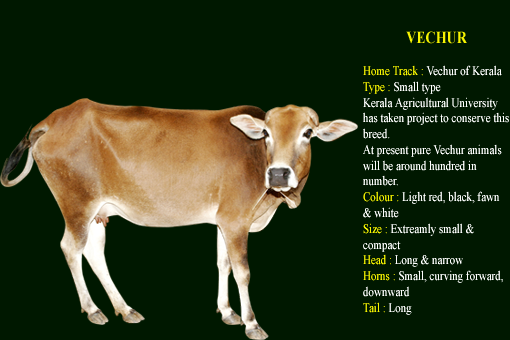 VECHUR
Home Track : Vechur of Kerala
Type : Small type
Kerala Agricultural University
has taken project to conserve this
breed.
At present pure Vechur animals
will be around hundred in
number.
Colour : Light red, black, fawn
& white
Size : Extreamly small &
compact
Head : Long & narrow
Horns : Small, curving forward,
downward
Tail : Long